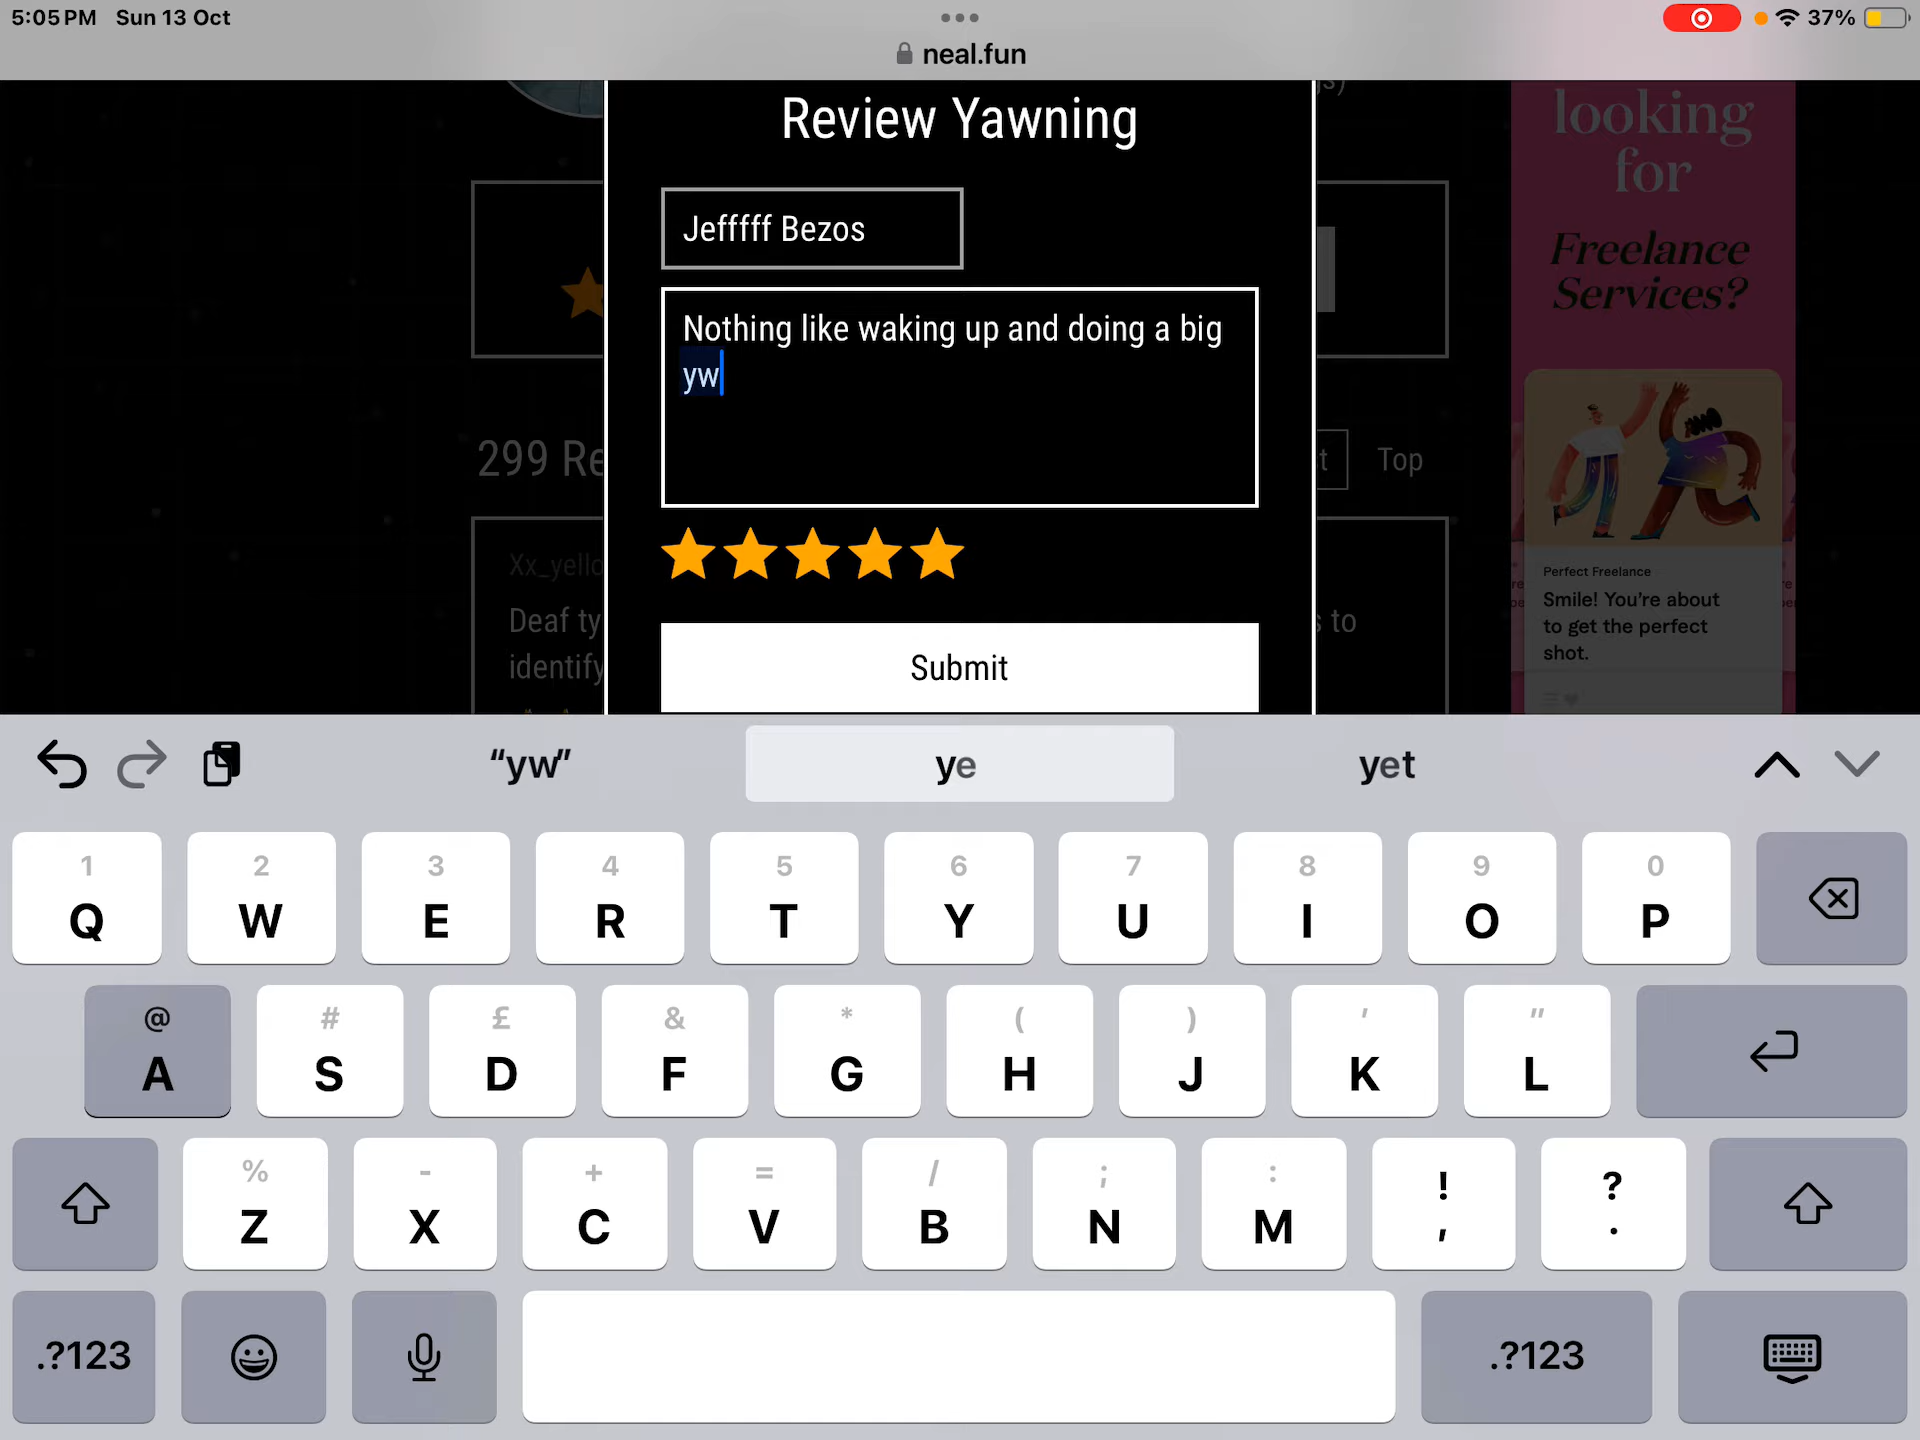 5:05 PM Sun 13 Oct
37%
neal.fun
Review Yawning
Jefffff Bezos
Nothing like waking up and doing a big
yw
Submit
299 Re
Top
Xx_yello
Deaf ty
s to
identify
looking
for
Freelance
Services?
Perfect Freelance
Smile! You're about
to get the perfect
shot.
“yw” ye yet
1 2 3 4 5 6 7 8 9 0
Q W E R T Y U I O P
@ # £ & * ( ) ' "
A S D F G H J K L
% - + = / ; : ! ?
Z X C V B N M , .
.?123 .?123